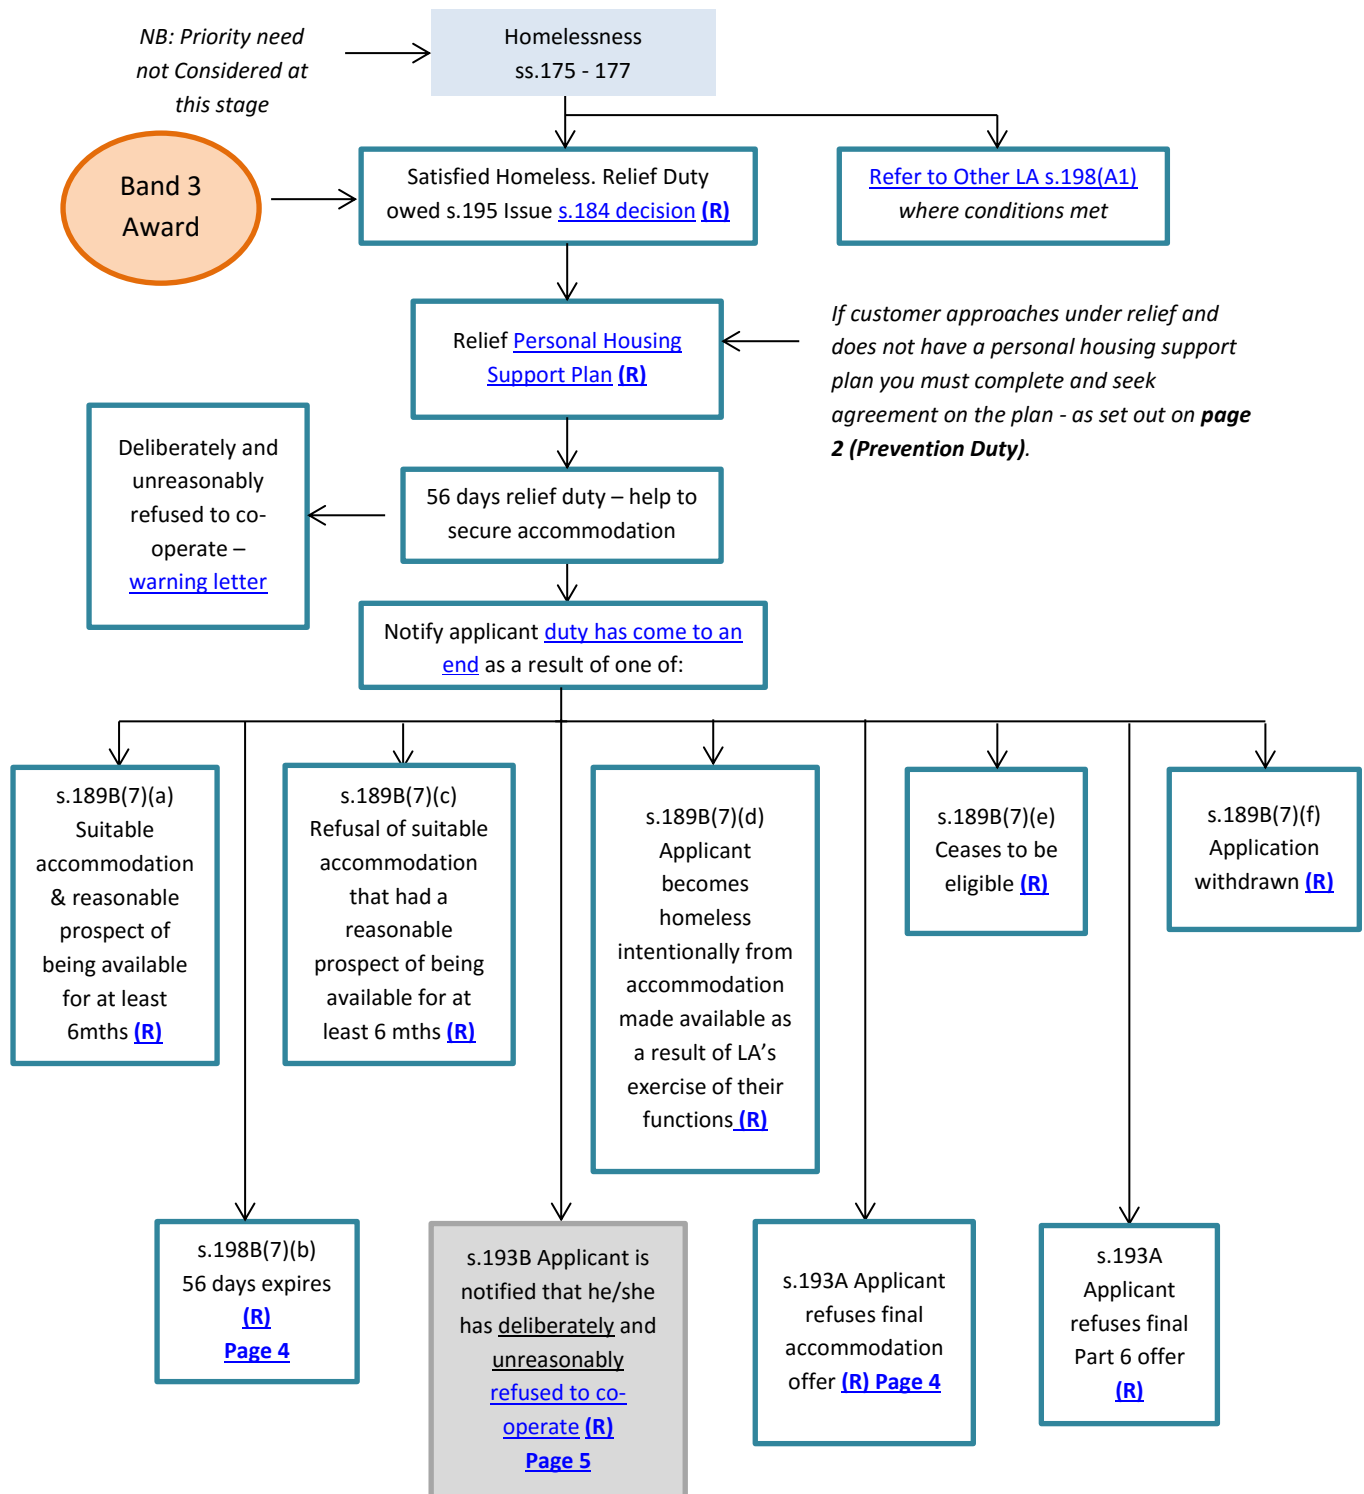 NB: Priority need
not Considered at
this stage
Homelessness
ss.175 - 177
Band 3
Award
Satisfied Homeless. Relief Duty
owed s.195 Issue s.184 decision (R)
Refer to Other LA s.198(A1)
where conditions met
Relief Personal Housing
Support Plan (R)
If customer approaches under relief and
does not have a personal housing support
plan you must complete and seek
agreement on the plan - as set out on page
2 (Prevention Duty).
Deliberately and
unreasonably
refused to co-
operate –
warning letter
56 days relief duty – help to
secure accommodation
Notify applicant duty has come to an
end as a result of one of:
s.189B(7)(a)
Suitable
accommodation
& reasonable
prospect of
being available
for at least
6mths (R)
s.189B(7)(c)
Refusal of suitable
accommodation
that had a
reasonable
prospect of being
available for at
least 6 mths (R)
s.189B(7)(d)
Applicant
becomes
homeless
intentionally from
accommodation
made available as
a result of LA’s
exercise of their
functions (R)
s.189B(7)(e)
Ceases to be
eligible (R)
s.189B(7)(f)
Application
withdrawn (R)
s.198B(7)(b)
56 days expires
(R)
Page 4
s.193B Applicant is
notified that he/she
has deliberately and
unreasonably
refused to co-
operate (R)
Page 5
s.193A Applicant
refuses final
accommodation
offer (R) Page 4
s.193A
Applicant
refuses final
Part 6 offer
(R)